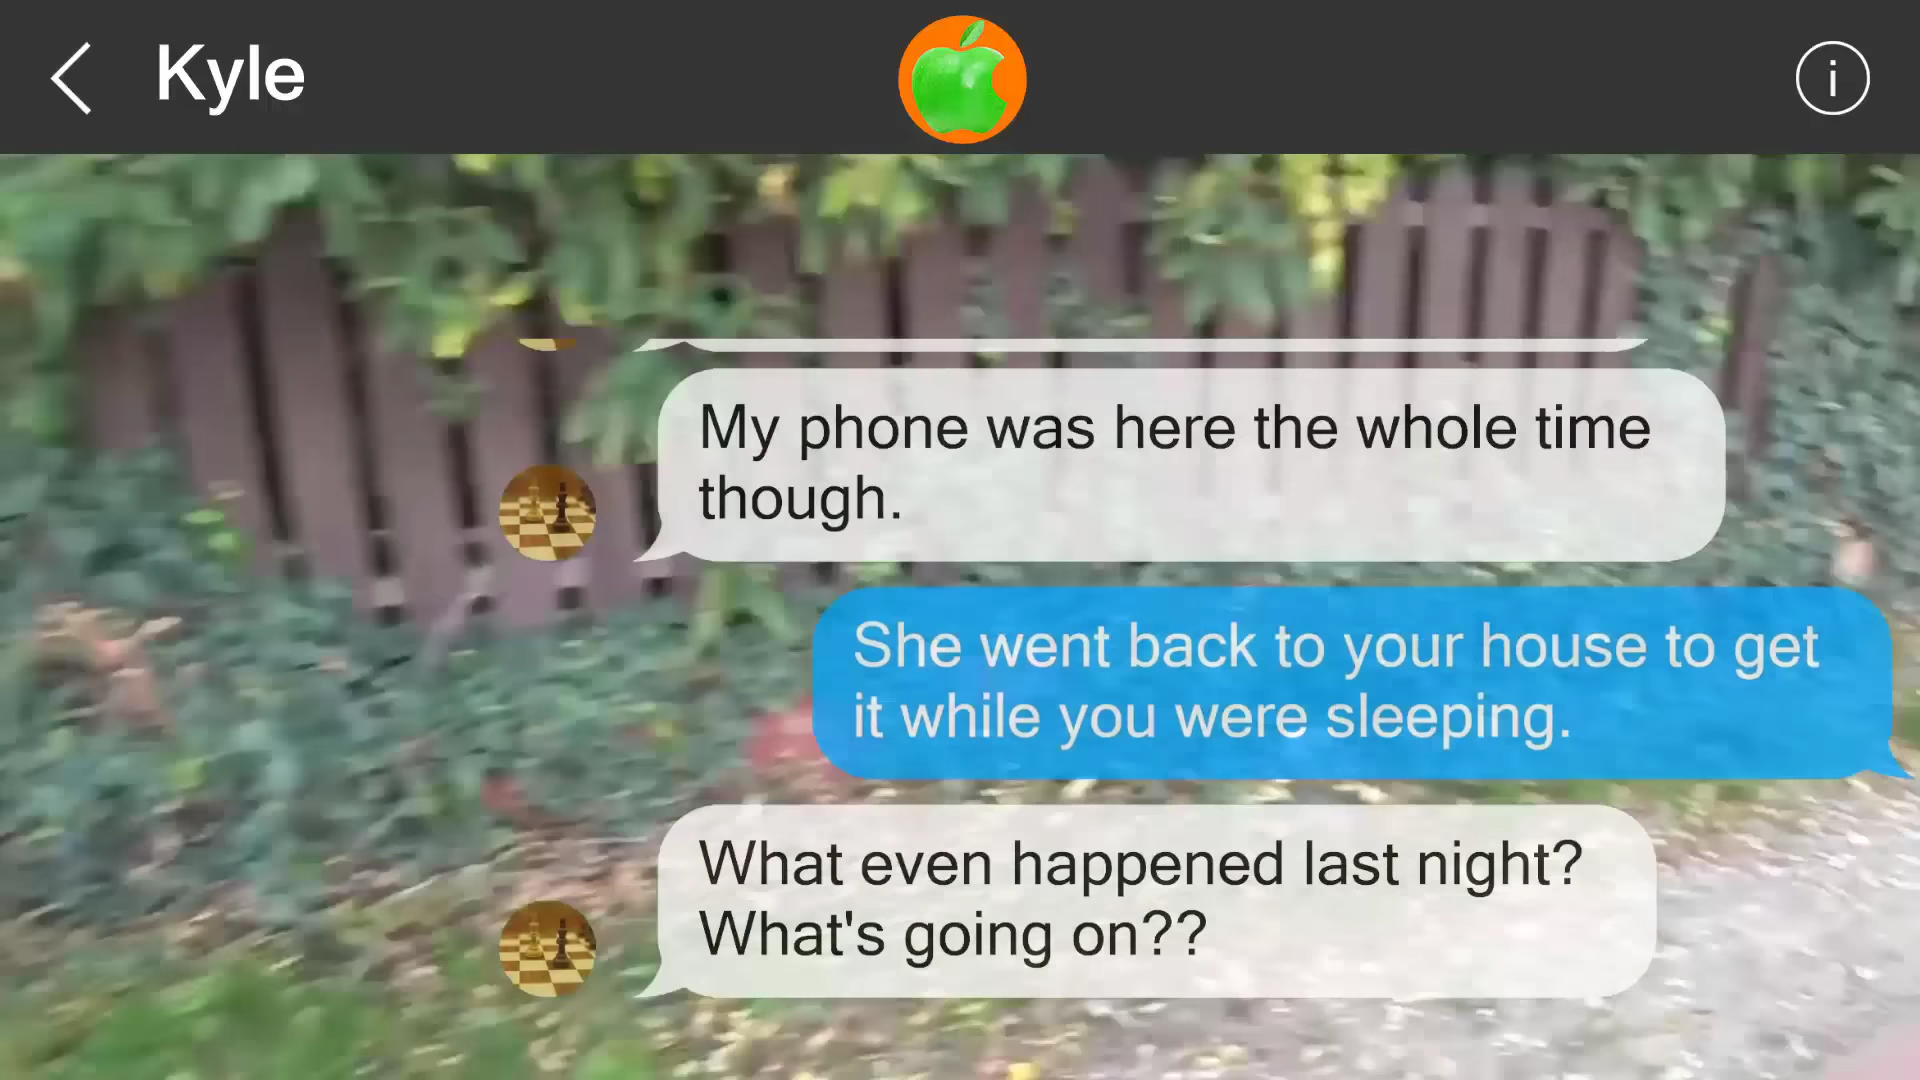 Kyle
i
My phone was here the whole time
though.
She went back to your house to get
it while you were sleeping.
What even happened last night?
What's going on??